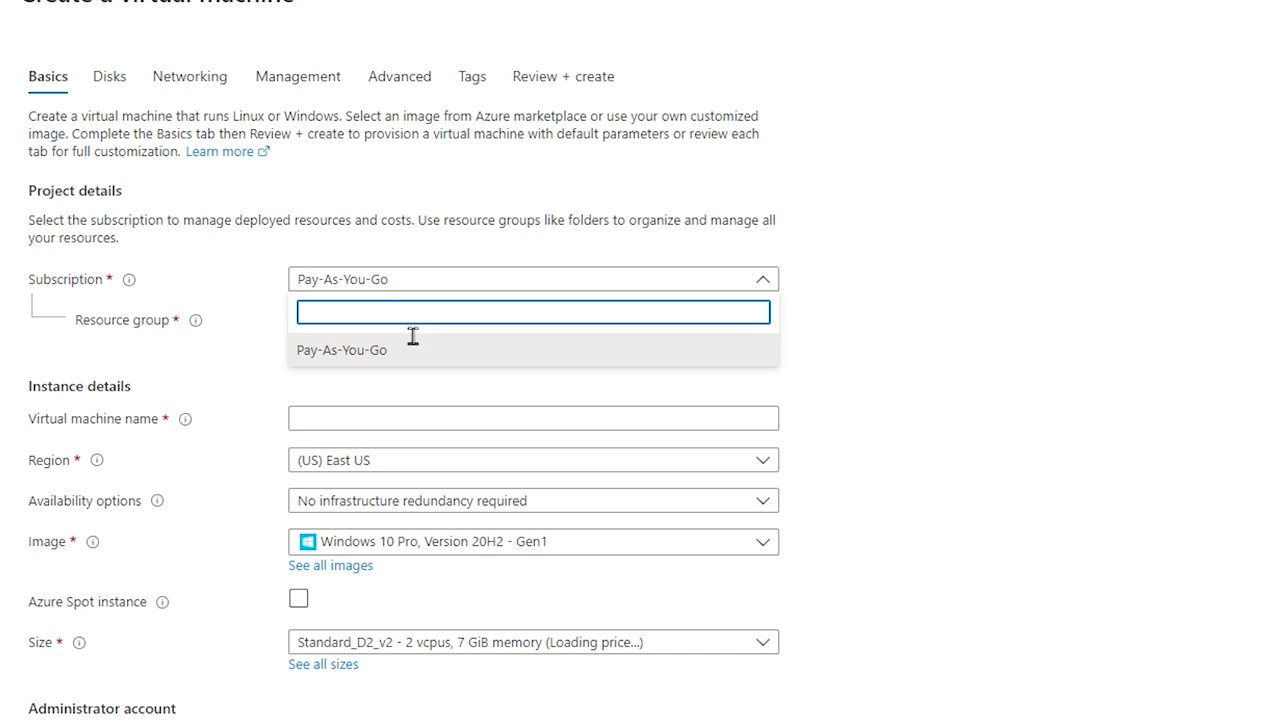 Create a virtual machine
Basics Disks Networking Management Advanced Tags Review + create
Create a virtual machine that runs Linux or Windows. Select an image from Azure marketplace or use your own customized
image. Complete the Basics tab then Review + create to provision a virtual machine with default parameters or review each
tab for full customization. Learn more
Project details
Select the subscription to manage deployed resources and costs. Use resource groups like folders to organize and manage all
your resources.
Subscription * Pay-As-You-Go
Resource group *
Pay-As-You-Go
Instance details
Virtual machine name *
Region * (US) East US
Availability options No infrastructure redundancy required
Image * Windows 10 Pro, Version 20H2 - Gen1
See all images
Azure Spot instance
Size * Standard_D2_v2 - 2 vcpus, 7 GiB memory (Loading price...)
See all sizes
Administrator account